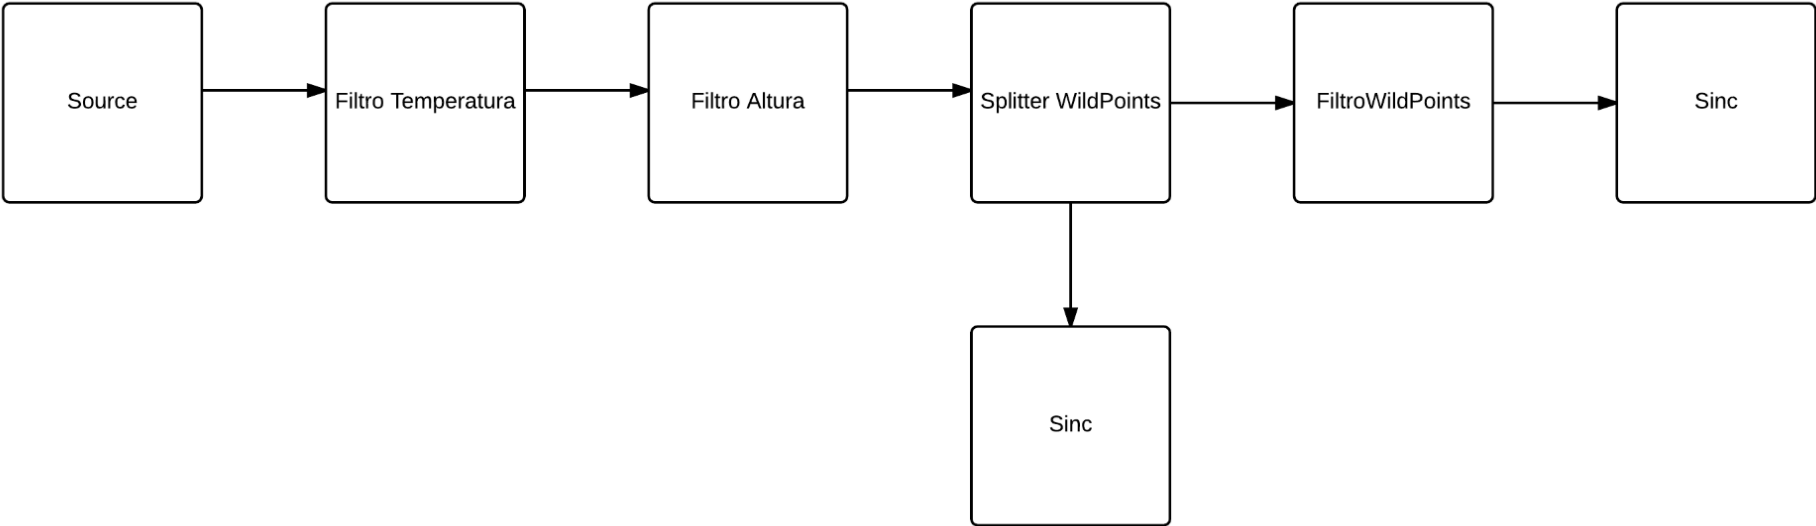 Source
Filtro Temperatura
Filtro Altura
Splitter WildPoints
FiltroWildPoints
Sinc
Sinc